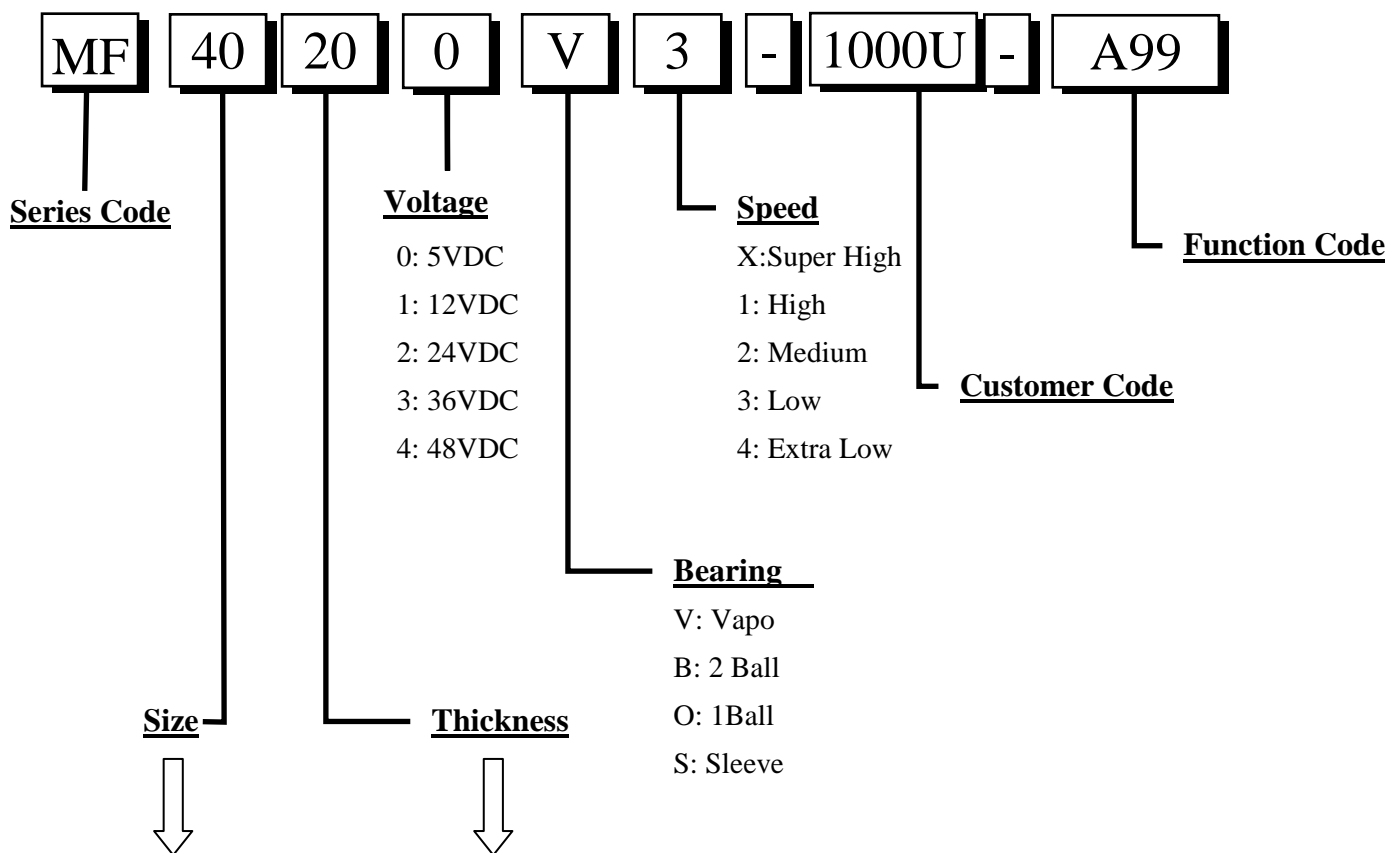 MF 40 20 0 V 3 - 1000U - A99
Series Code
Voltage
0: 5VDC
1: 12VDC
2: 24VDC
3: 36VDC
4: 48VDC
Speed
X:Super High
1: High
2: Medium
3: Low
4: Extra Low
Function Code
Customer Code
Bearing
V: Vapo
B: 2 Ball
O: 1Ball
S: Sleeve
Size
Thickness